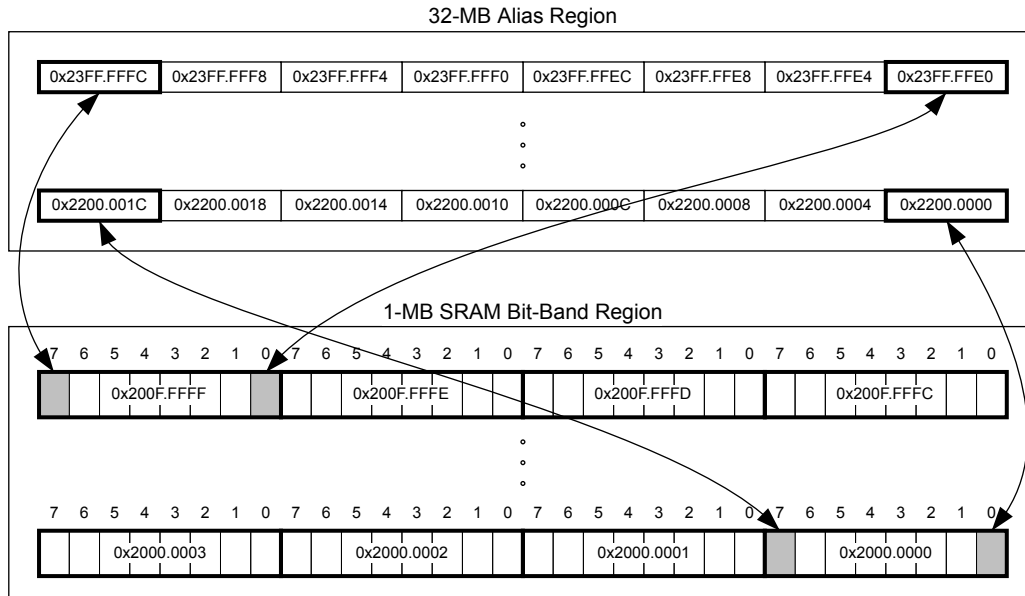 32-MB Alias Region
0x23FF.FFFC 0x23FF.FFF8 0x23FF.FFF4 0x23FF.FFF0 0x23FF.FFEC 0x23FF.FFE8 0x23FF.FFE4 0x23FF.FFE0
0x2200.001C 0x2200.0018 0x2200.0014 0x2200.0010 0x2200.000C 0x2200.0008 0x2200.0004 0x2200.0000
1-MB SRAM Bit-Band Region
7 6 5 4 3 2 1 0 7 6 5 4 3 2 1 0 7 6 5 4 3 2 1 0 7 6 5 4 3 2 1 0
0x200F.FFFF 0x200F.FFFE 0x200F.FFFD 0x200F.FFFC
7 6 5 4 3 2 1 0 7 6 5 4 3 2 1 0 7 6 5 4 3 2 1 0 7 6 5 4 3 2 1 0
0x2000.0003 0x2000.0002 0x2000.0001 0x2000.0000